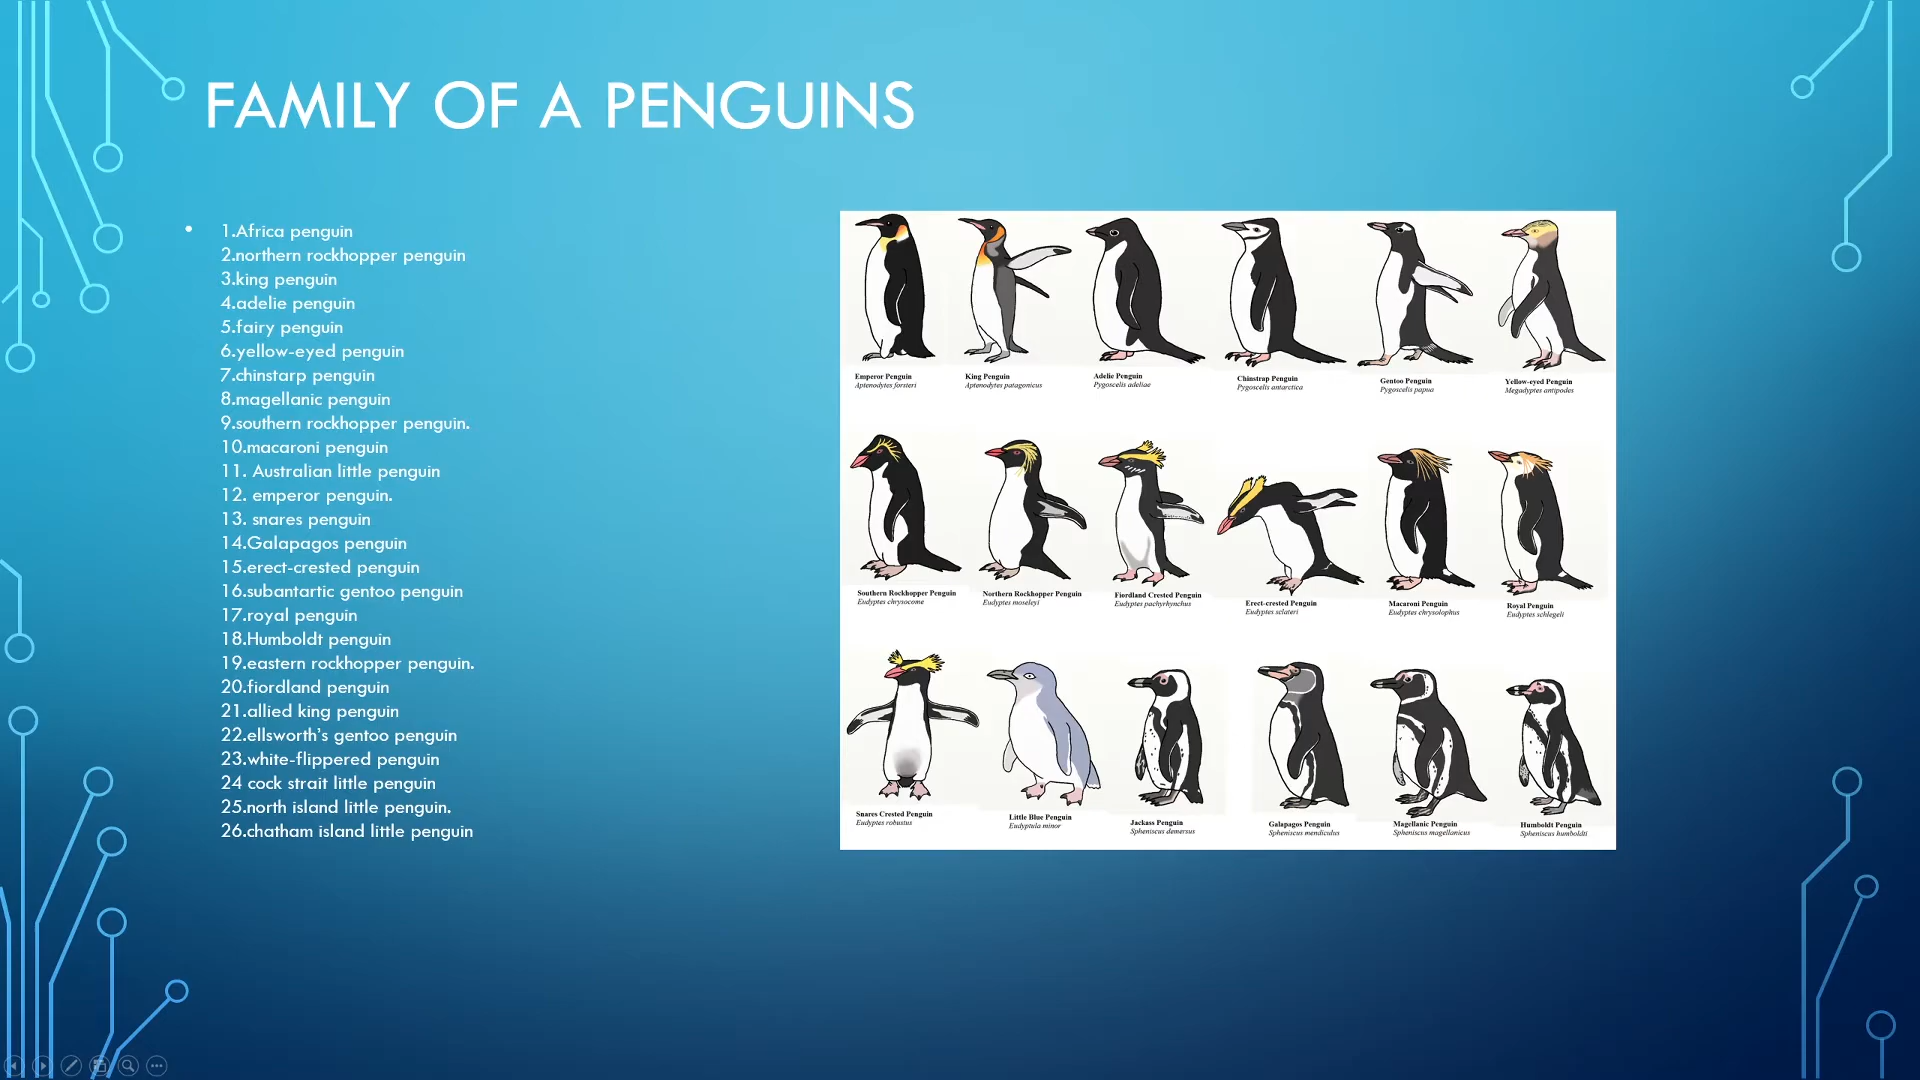 FAMILY OF A PENGUINS
1.Africa penguin
2.northern rockhopper penguin
3.king penguin
4.adelie penguin
5.fairy penguin
6.yellow-eyed penguin
7.chinstarp penguin
8.magellanic penguin
9.southern rockhopper penguin.
10.macaroni penguin
11. Australian little penguin
12. emperor penguin.
13. snares penguin
14.Galapagos penguin
15.erect-crested penguin
16.subantartic gentoo penguin
17.royal penguin
18.Humboldt penguin
19.eastern rockhopper penguin.
20.fiordland penguin
21.allied king penguin
22.ellsworth's gentoo penguin
23.white-flippered penguin
24 cock strait little penguin
25.north island little penguin.
26.chatham island little penguin
Emperor Penguin
Aptenodytes forsteri
King Penguin
Aptenodytes patagonicus
Adelie Penguin
Pygoscelis adeliae
Chinstrap Penguin
Pygoscelis antarctica
Gentoo Penguin
Pygoscelis papua
Yellow-eyed Penguin
Megadyptes antipodes
Southern Rockhopper Penguin
Eudyptes chrysocome
Northern Rockhopper Penguin
Eudyptes moseleyi
Fiordland Crested Penguin
Eudyptes pachyrhynchus
Erect-crested Penguin
Eudyptes sclateri
Macaroni Penguin
Eudyptes chrysolophus
Royal Penguin
Eudyptes schlegeli
Snares Crested Penguin
Eudyptes robustus
Little Blue Penguin
Eudyptula minor
Jackass Penguin
Spheniscus demersus
Galapagos Penguin
Spheniscus mendiculus
Magellanic Penguin
Spheniscus magellanicus
Humboldt Penguin
Spheniscus humboldti